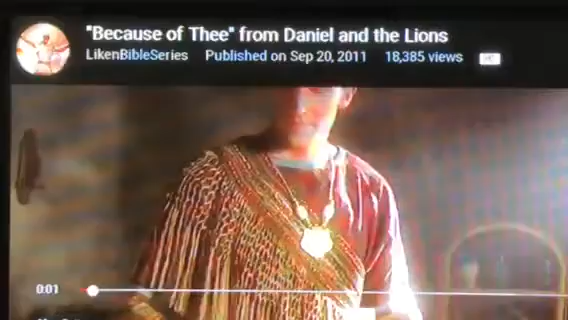 "Because of Thee" from Daniel and the Lions
LikenBibleSeries Published on Sep 20, 2011 18,385 views
0:01